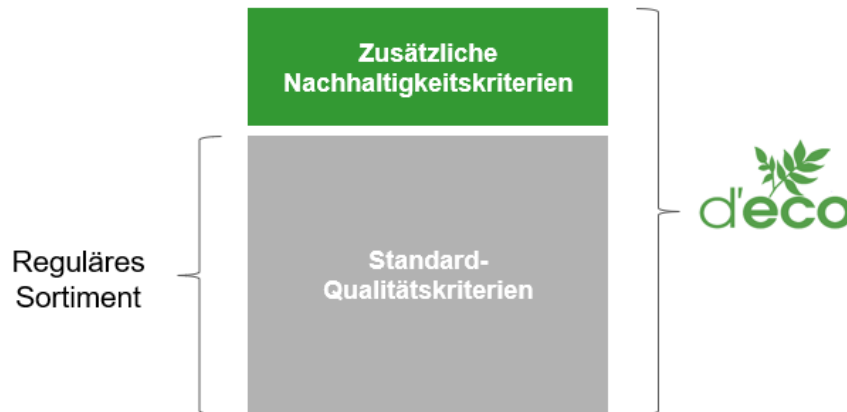 Zusätzliche
Nachhaltigkeitskriterien
Reguläres
Sortiment
Standard-
Qualitätskriterien
d'eco